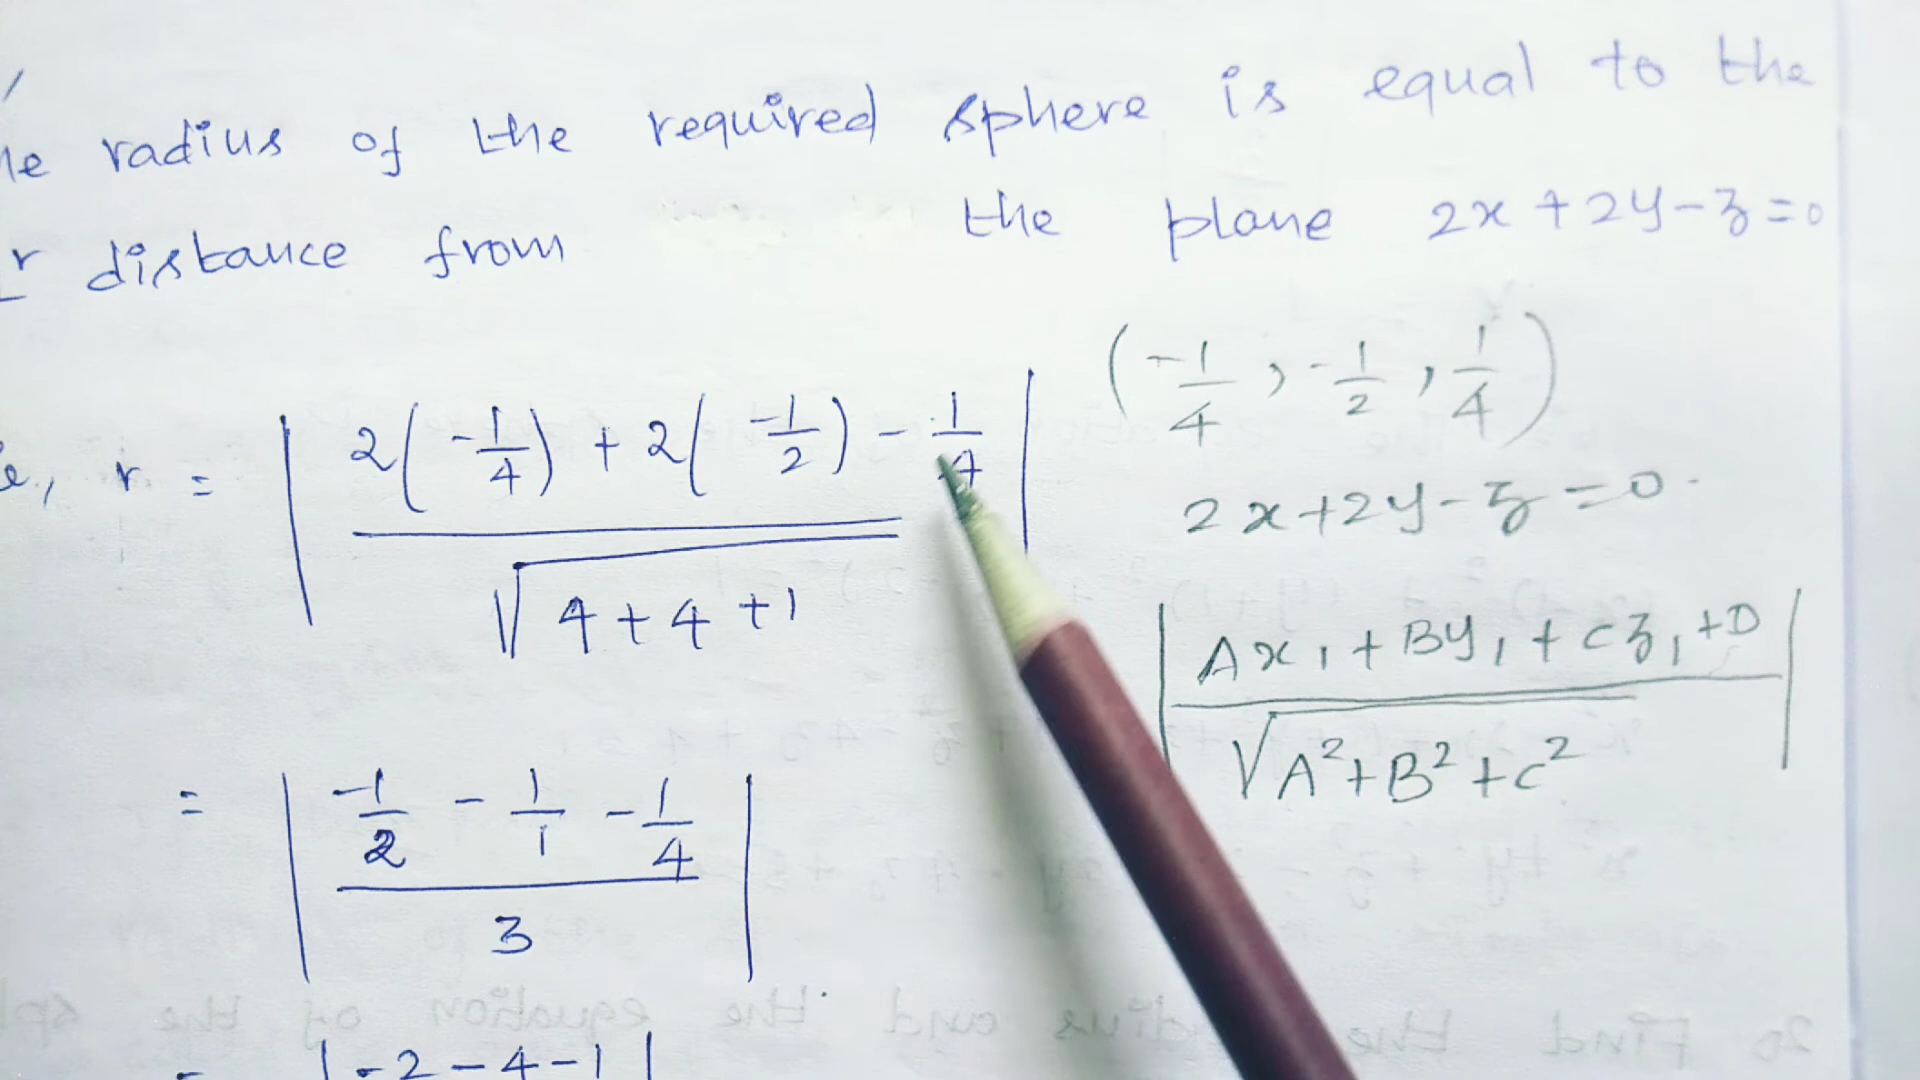 radius of the required sphere is equal to the
distance from the plane 2x+2y-z=0
(-1/4, -1/2, 1/4)
r = | 2(-1/4) + 2(-1/2) - 1/4 / √4+4+1 |
2x+2y-z=0.
| Ax₁ + By₁ + Cz₁ + D / √A²+B²+C² |
= | -1/2 - 1/1 - 1/4 / 3 |
= | -2-4-1 |